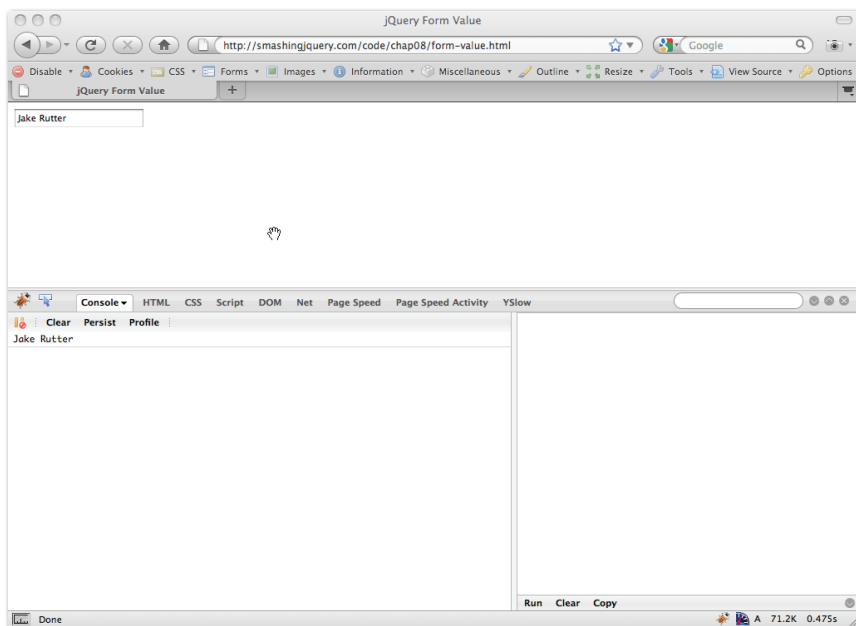 jQuery Form Value
http://smashingjquery.com/code/chap08/form-value.html
Google
Disable Cookies CSS Forms Images Information Miscellaneous Outline Resize Tools View Source Options
jQuery Form Value +
Jake Rutter
Console HTML CSS Script DOM Net Page Speed Page Speed Activity YSlow
Clear Persist Profile
Jake Rutter
Run Clear Copy
Done A 71.2K 0.475s